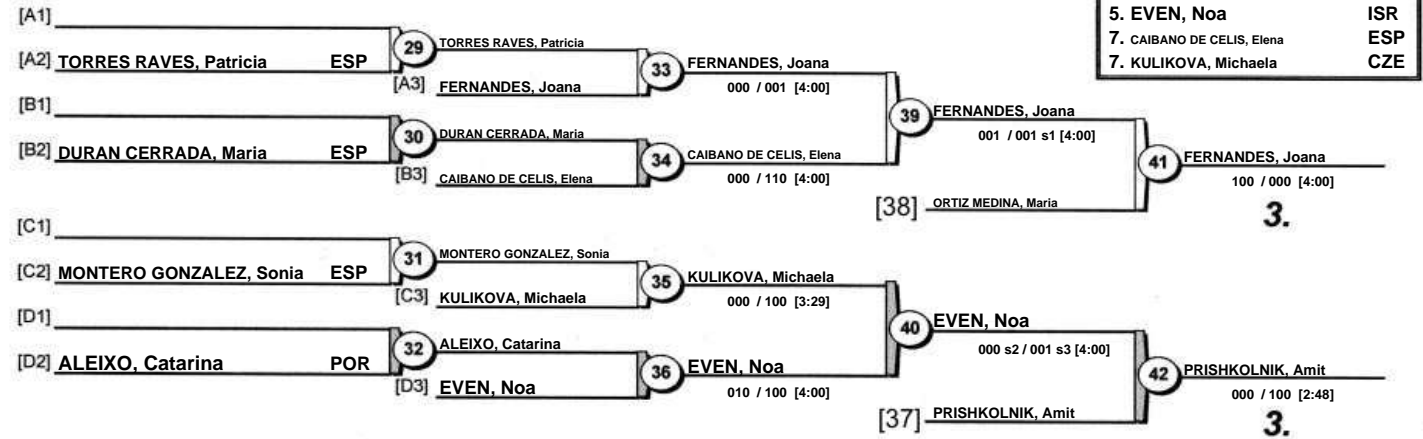 5. EVEN, Noa ISR
7. CAIBANO DE CELIS, Elena ESP
7. KULIKOVA, Michaela CZE
[A1]
[A2] TORRES RAVES, Patricia ESP
29
TORRES RAVES, Patricia
[A3] FERNANDES, Joana
33
FERNANDES, Joana
000 / 001 [4:00]
[B1]
[B2] DURAN CERRADA, Maria ESP
30
DURAN CERRADA, Maria
[B3] CAIBANO DE CELIS, Elena
34
CAIBANO DE CELIS, Elena
000 / 110 [4:00]
39
FERNANDES, Joana
001 / 001 s1 [4:00]
[38] ORTIZ MEDINA, Maria
41
FERNANDES, Joana
100 / 000 [4:00]
3.
[C1]
[C2] MONTERO GONZALEZ, Sonia ESP
31
MONTERO GONZALEZ, Sonia
[C3] KULIKOVA, Michaela
35
KULIKOVA, Michaela
000 / 100 [3:29]
[D1]
[D2] ALEIXO, Catarina POR
32
ALEIXO, Catarina
[D3] EVEN, Noa
36
EVEN, Noa
010 / 100 [4:00]
40
EVEN, Noa
000 s2 / 001 s3 [4:00]
[37] PRISHKOLNIK, Amit
42
PRISHKOLNIK, Amit
000 / 100 [2:48]
3.